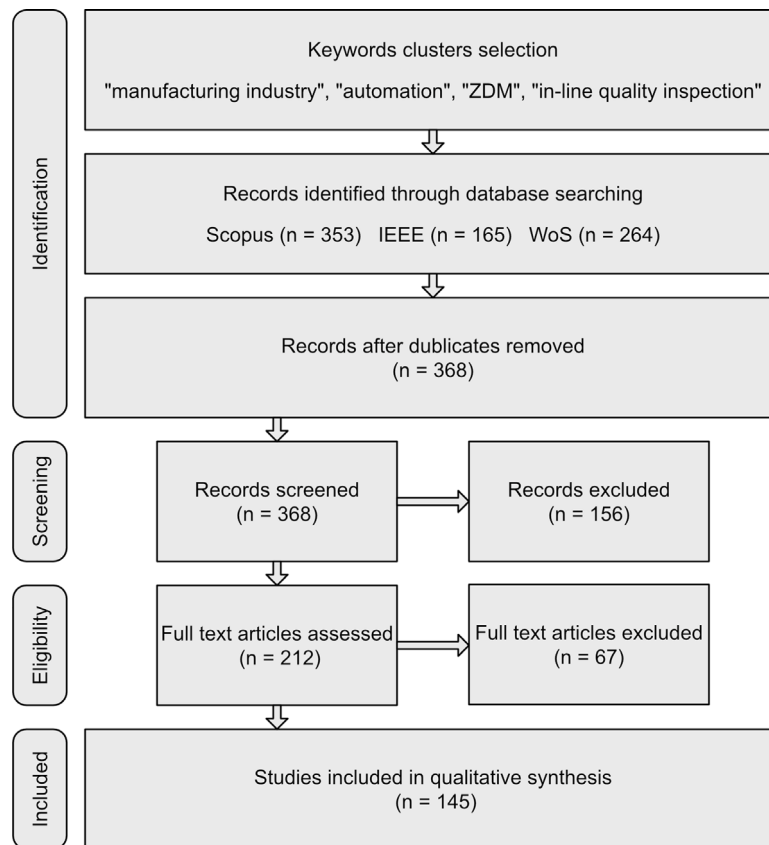 Identification
Keywords clusters selection
"manufacturing industry", "automation", "ZDM", "in-line quality inspection"
Records identified through database searching
Scopus (n = 353) IEEE (n = 165) WoS (n = 264)
Records after dublicates removed
(n = 368)
Screening
Records screened
(n = 368)
Records excluded
(n = 156)
Eligibility
Full text articles assessed
(n = 212)
Full text articles excluded
(n = 67)
Included
Studies included in qualitative synthesis
(n = 145)